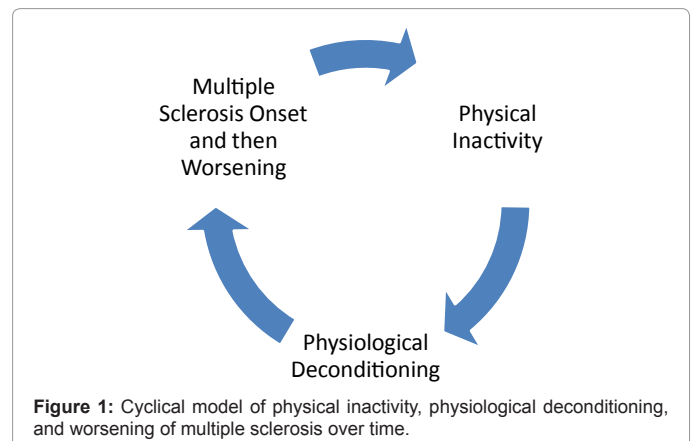 Multiple
Sclerosis Onset
and then
Worsening
Physical
Inactivity
Physiological
Deconditioning
Figure 1: Cyclical model of physical inactivity, physiological deconditioning,
and worsening of multiple sclerosis over time.